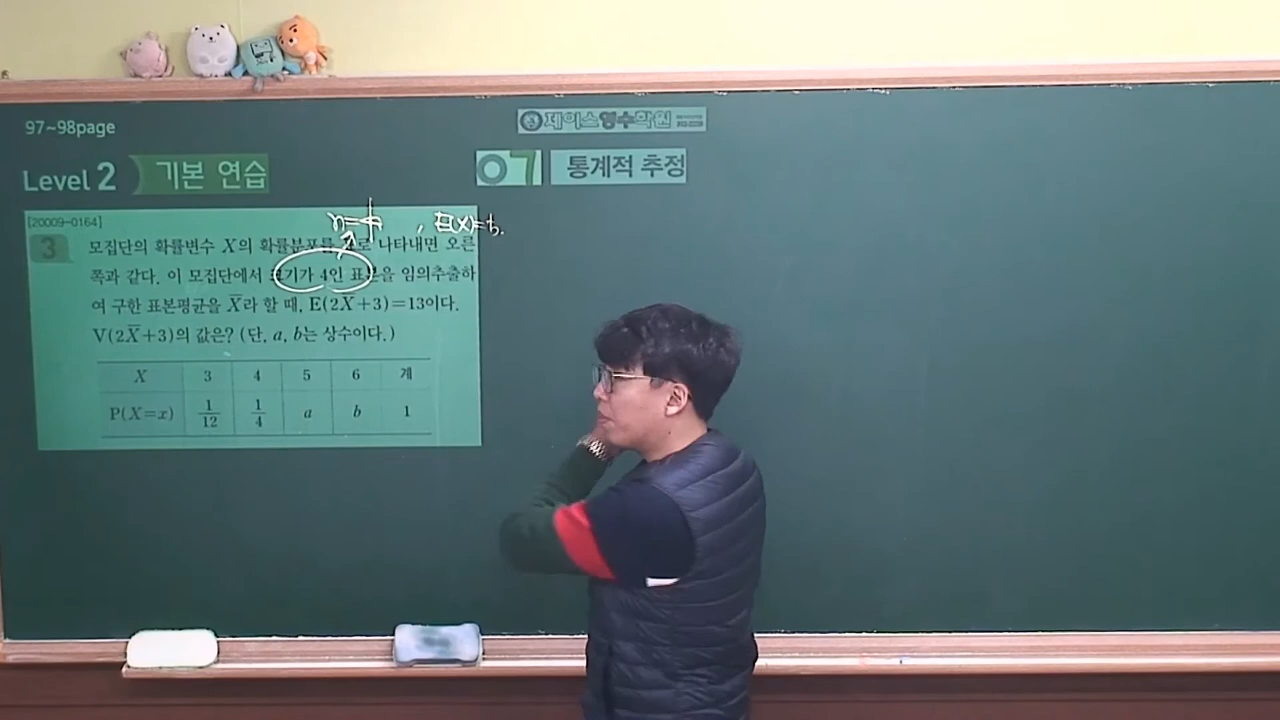 97~98page
제이스영수학원
Level 2 기본 연습
07 통계적 추정
[20009-0164]
n=4, E(X)=5.
3 모집단의 확률변수 X의 확률분포를 로 나타내면 오른
쪽과 같다. 이 모집단에서 크기가 4인 표본을 임의추출하
여 구한 표본평균을 X̄라 할 때, E(2X̄+3)=13이다.
V(2X̄+3)의 값은? (단, a, b는 상수이다.)
X 3 4 5 6 계
P(X=x) 1/12 1/4 a b 1